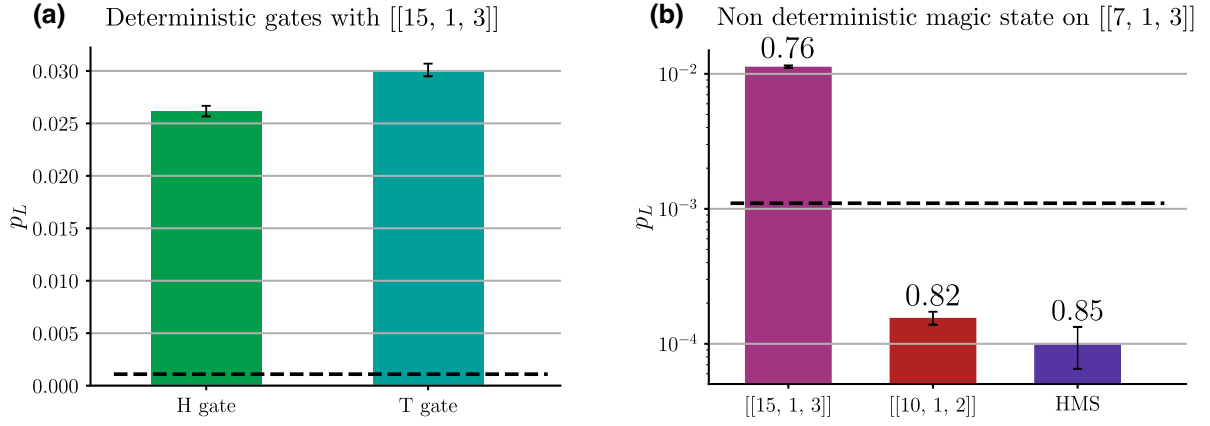 (a) Deterministic gates with [[15, 1, 3]]
p_L
0.030
0.025
0.020
0.015
0.010
0.005
0.000
H gate
T gate
(b) Non deterministic magic state on [[7, 1, 3]]
p_L
10⁻²
10⁻³
10⁻⁴
0.76
0.82
0.85
[[15, 1, 3]]
[[10, 1, 2]]
HMS